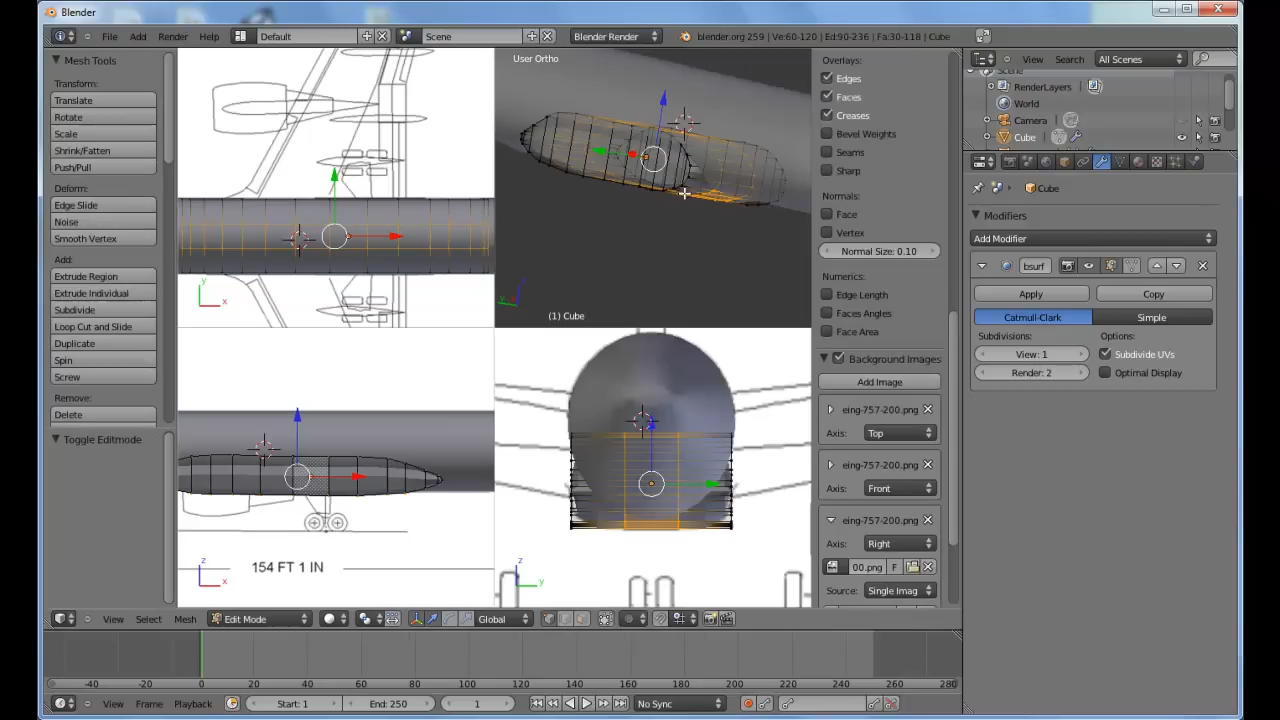 Blender
File Add Render Help Default Scene Blender Render blender.org 259 | Ve:60-120 | Ed:90-236 | Fa:30-118 | Cube
Mesh Tools
Transform:
Translate
Rotate
Scale
Shrink/Fatten
Push/Pull
Deform:
Edge Slide
Noise
Smooth Vertex
Add:
Extrude Region
Extrude Individual
Subdivide
Loop Cut and Slide
Duplicate
Spin
Screw
Remove:
Delete
Toggle Editmode
y
x
User Ortho
(1) Cube
z
x
154 FT 1 IN
z
y
Overlays:
Edges
Faces
Creases
Bevel Weights
Seams
Sharp
Normals:
Face
Vertex
Normal Size: 0.10
Numerics:
Edge Length
Faces Angles
Face Area
Background Images
Add Image
eing-757-200.png
Axis: Top
eing-757-200.png
Axis: Front
eing-757-200.png
Axis: Right
00.png F
Source: Single Imag
View Search All Scenes
Scene
RenderLayers
World
Camera
Cube
Cube
Modifiers
Add Modifier
bsurf
Apply Copy
Catmull-Clark Simple
Subdivisions: Options:
View: 1 Subdivide UVs
Render: 2 Optimal Display
View Select Mesh Edit Mode Global
-40 -20 0 20 40 60 80 100 120 140 160 180 200 220 240 260 280
View Frame Playback Start: 1 End: 250 1 No Sync